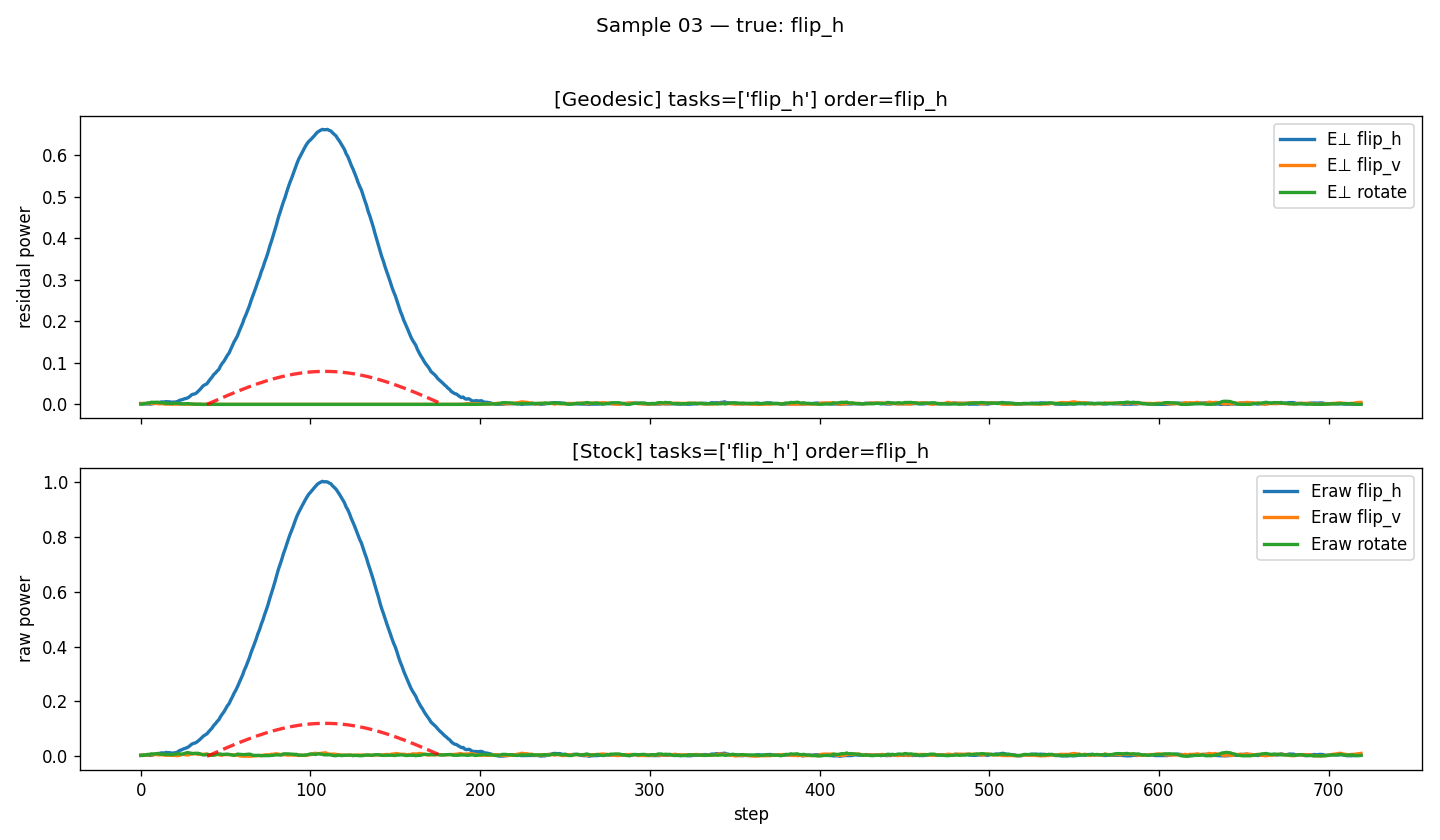 Sample 03 — true: flip_h
[Geodesic] tasks=['flip_h'] order=flip_h
residual power
0.6
0.5
0.4
0.3
0.2
0.1
0.0
E⊥ flip_h
E⊥ flip_v
E⊥ rotate
[Stock] tasks=['flip_h'] order=flip_h
raw power
1.0
0.8
0.6
0.4
0.2
0.0
Eraw flip_h
Eraw flip_v
Eraw rotate
0 100 200 300 400 500 600 700
step